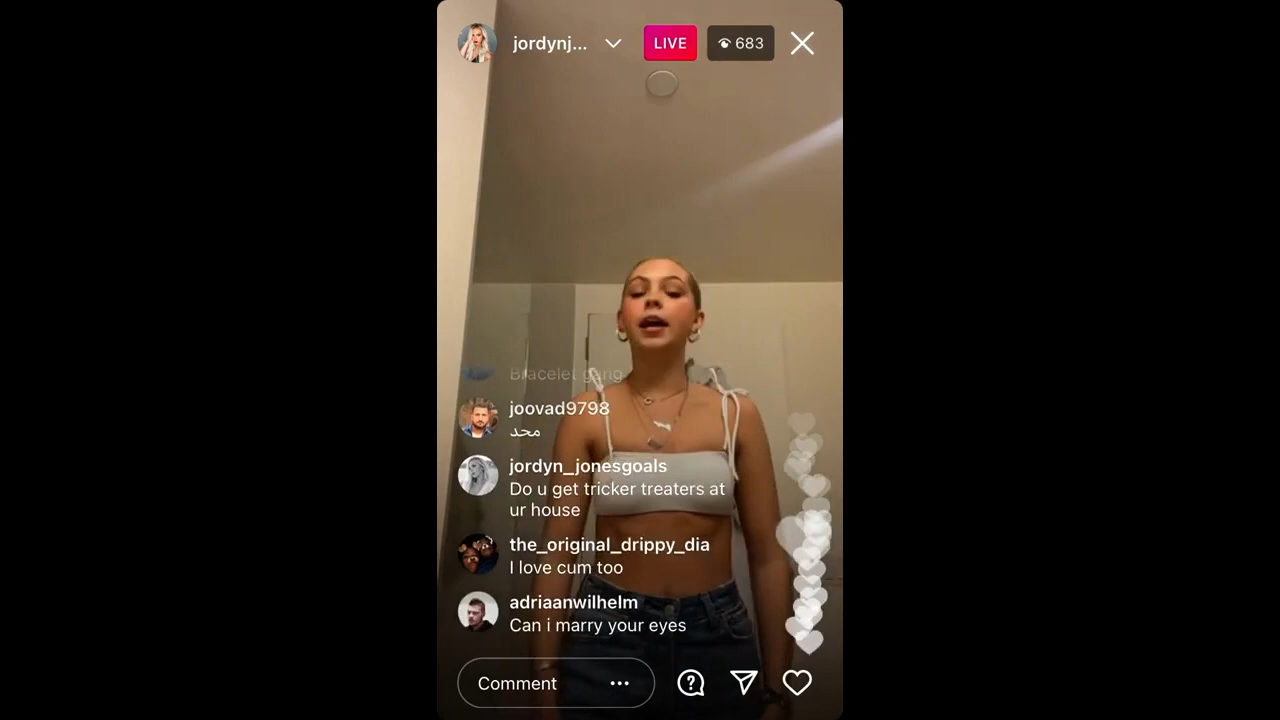 jordynj...
LIVE
683
Bracelet gang
joovad9798
محد
jordyn_jonesgoals
Do u get tricker treaters at
ur house
the_original_drippy_dia
I love cum too
adriaanwilhelm
Can i marry your eyes
Comment